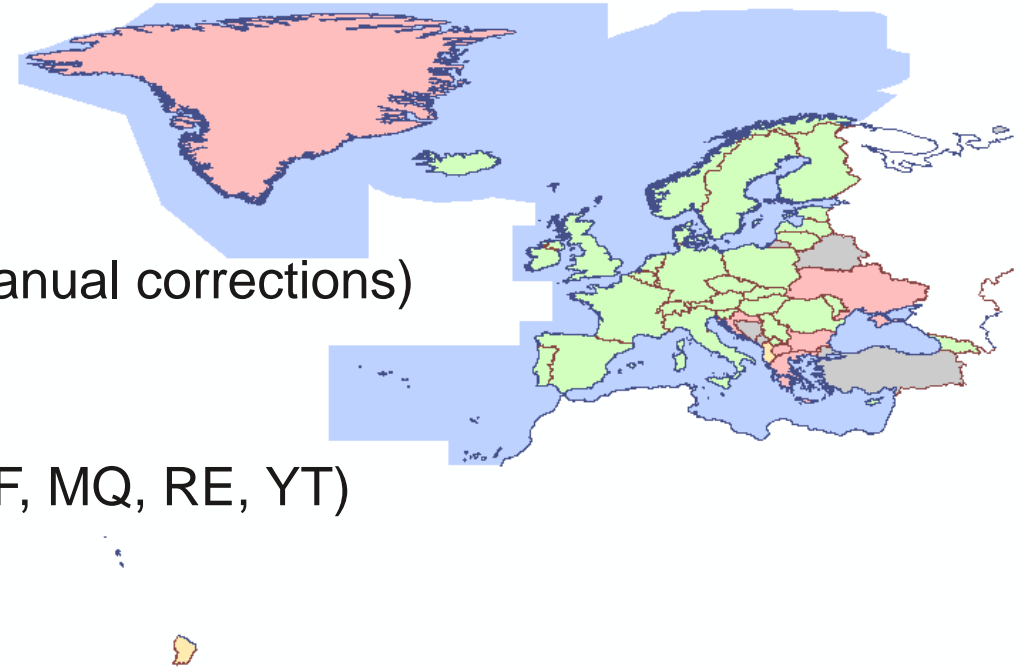 anual corrections)
F, MQ, RE, YT)